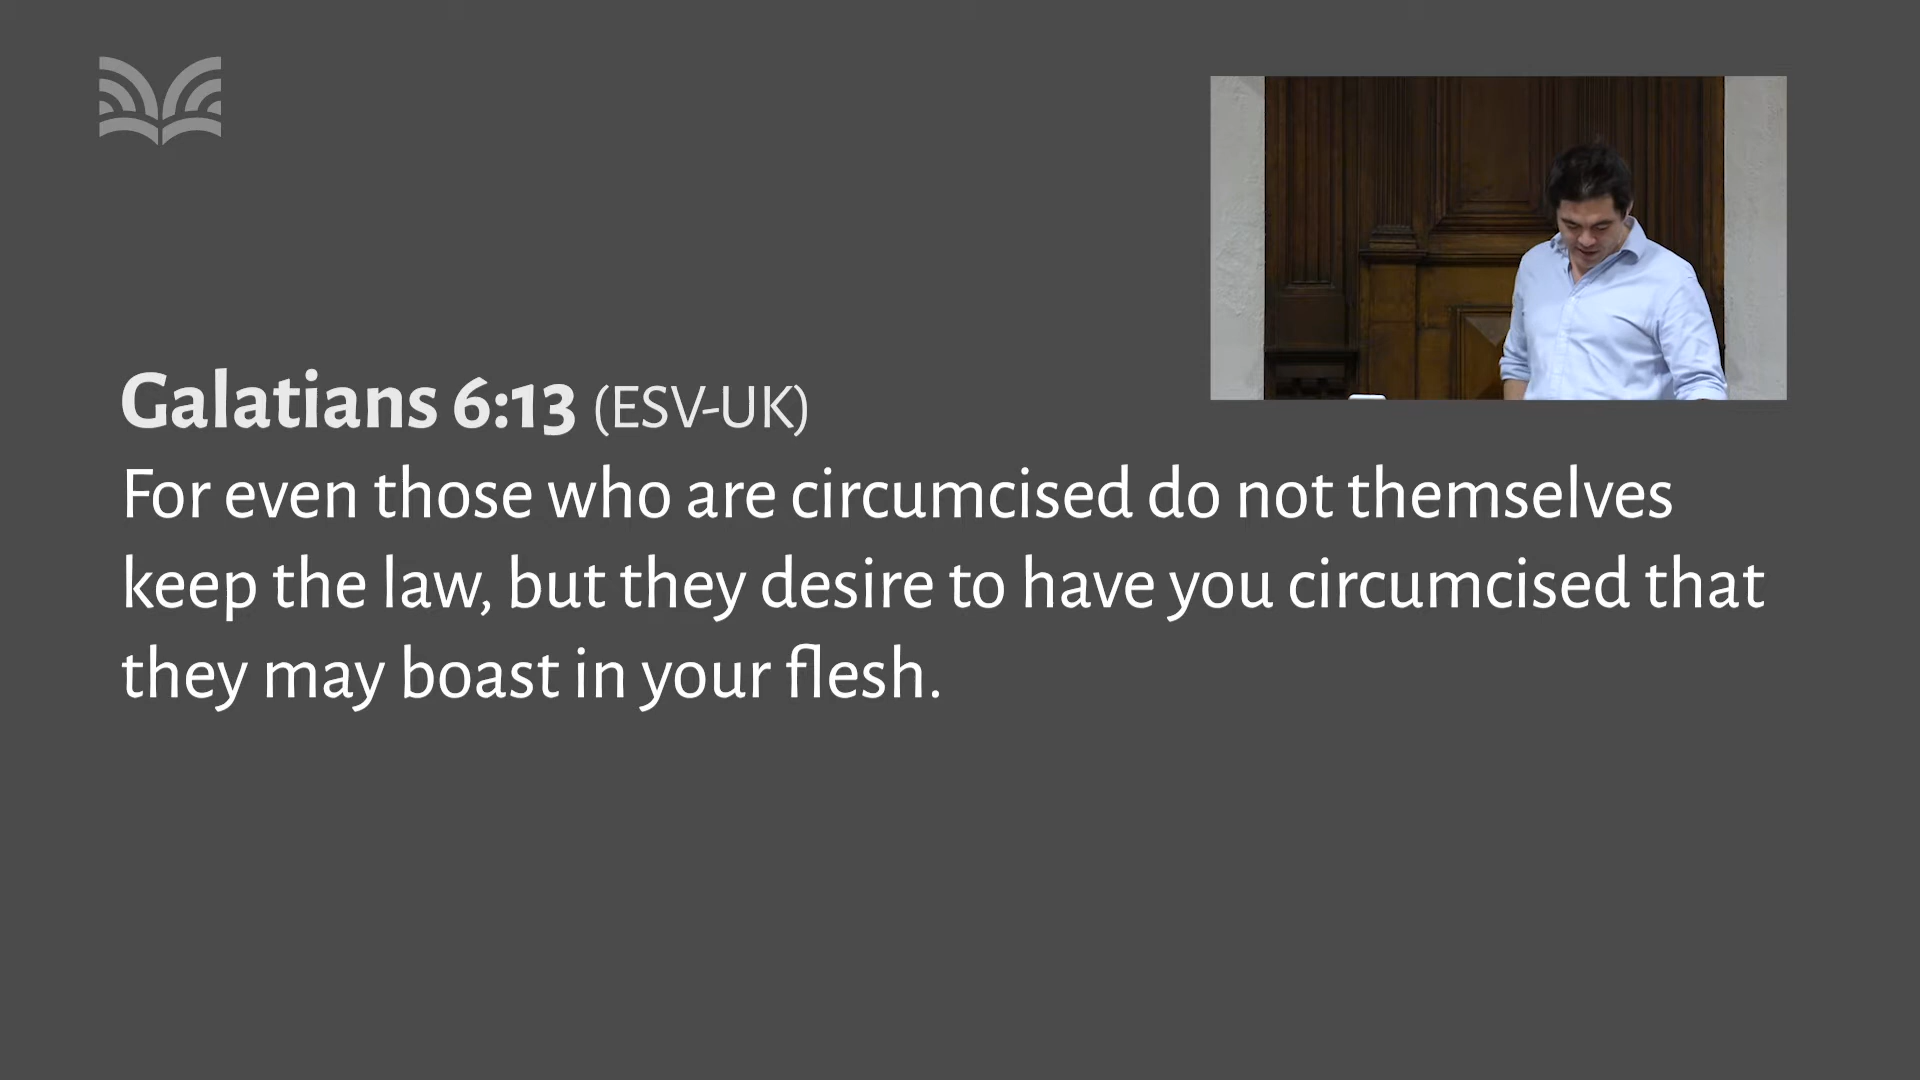 Galatians 6:13 (ESV-UK)
For even those who are circumcised do not themselves
keep the law, but they desire to have you circumcised that
they may boast in your flesh.